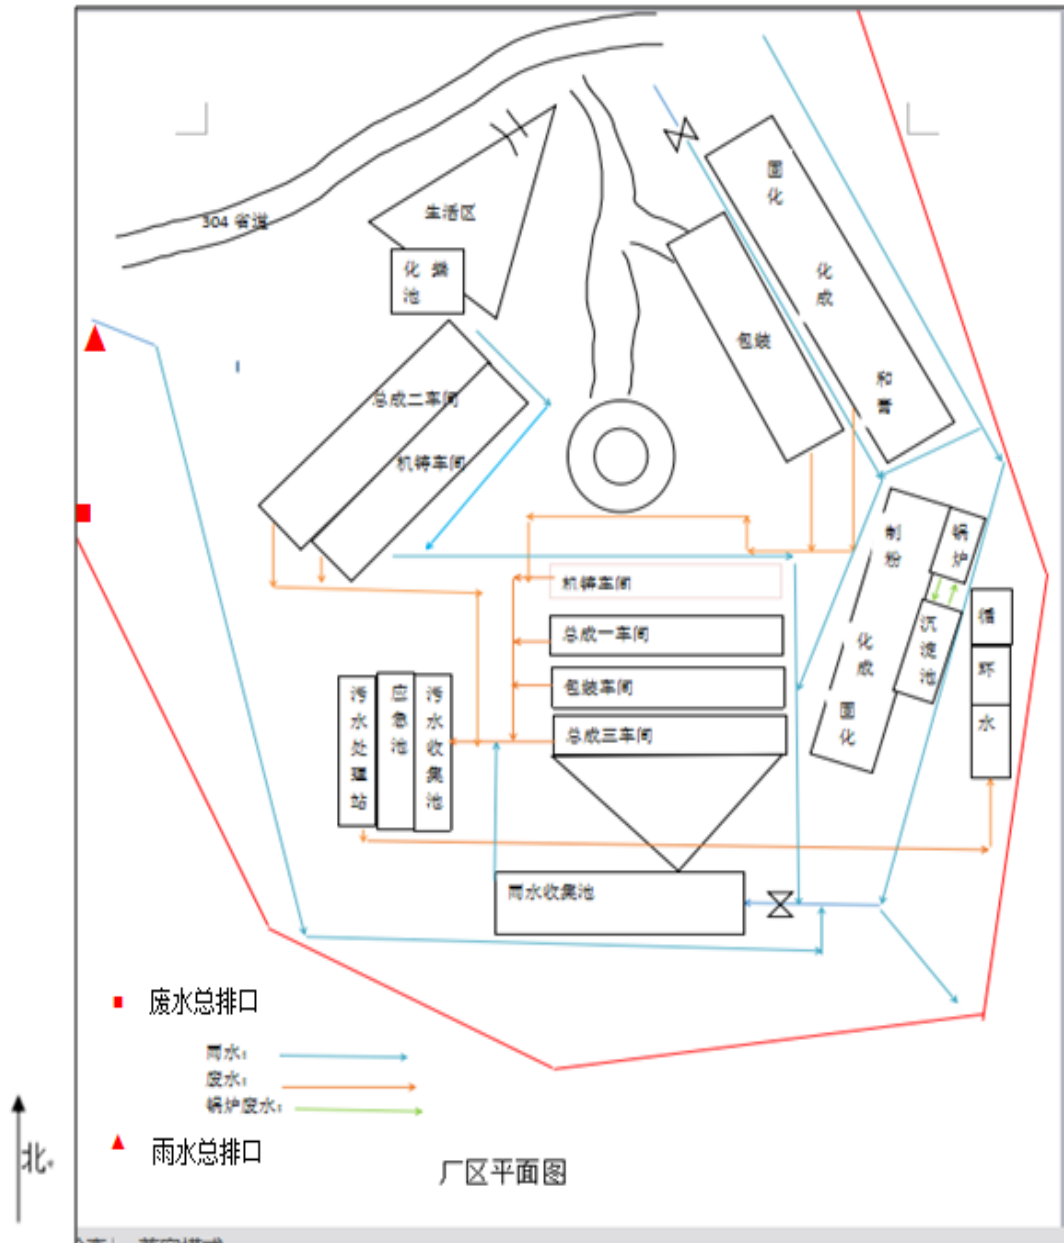 304 省道
生活区
化粪池
固化
化成
和膏
包装
总成二车间
机铸车间
制粉
锅炉
化成
固化
沉淀池
循环水
机铸车间
总成一车间
包装车间
总成三车间
污水处理站
应急池
污水收集池
雨水收集池
废水总排口
雨水:
废水:
锅炉废水:
雨水总排口
北
厂区平面图